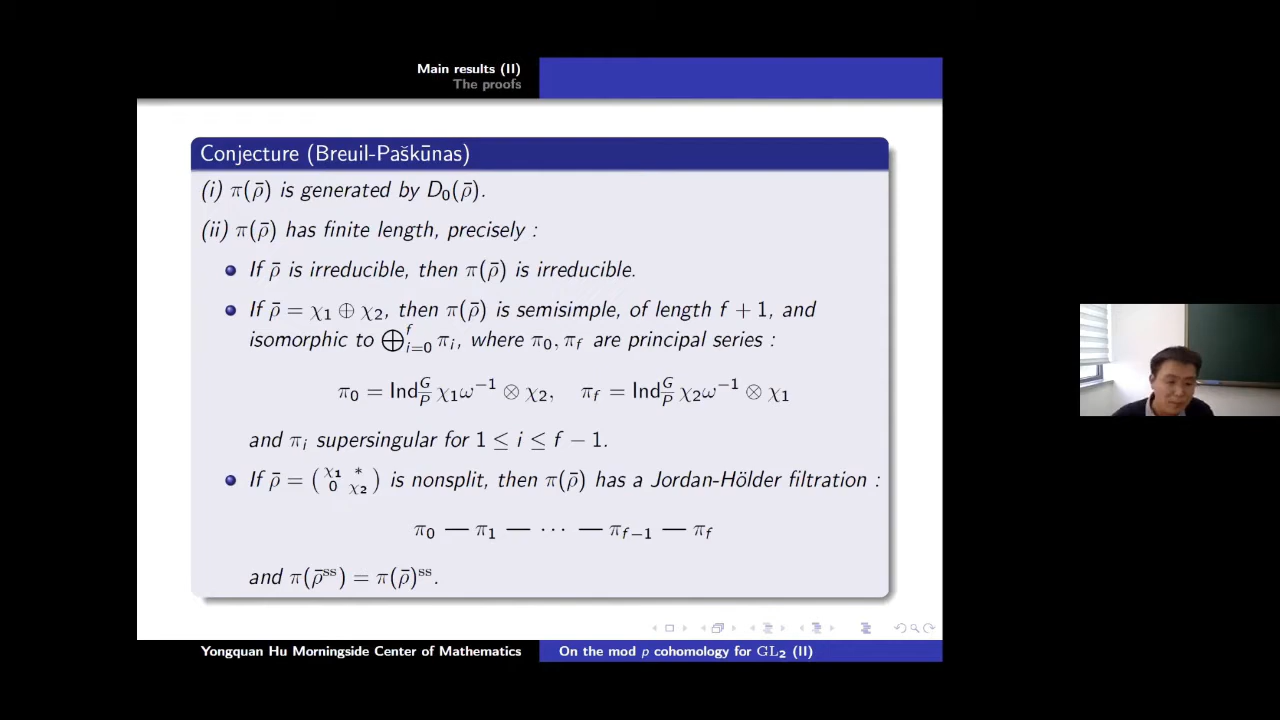 Main results (II)
The proofs
Conjecture (Breuil-Paškūnas)
(i) π(ρ̄) is generated by D₀(ρ̄).
(ii) π(ρ̄) has finite length, precisely :
If ρ̄ is irreducible, then π(ρ̄) is irreducible.
If ρ̄ = χ₁ ⊕ χ₂, then π(ρ̄) is semisimple, of length f + 1, and
isomorphic to ⨁ᶠᵢ₌₀ πᵢ, where π₀, π_f are principal series :
π₀ = Ind_P^G χ₁ω⁻¹ ⊗ χ₂, π_f = Ind_P^G χ₂ω⁻¹ ⊗ χ₁
and πᵢ supersingular for 1 ≤ i ≤ f − 1.
If ρ̄ = (χ₁ * 0 χ₂) is nonsplit, then π(ρ̄) has a Jordan-Hölder filtration :
π₀ — π₁ — ⋯ — π_{f−1} — π_f
and π(ρ̄ˢˢ) = π(ρ̄)ˢˢ.
Yongquan Hu Morningside Center of Mathematics
On the mod p cohomology for GL₂ (II)